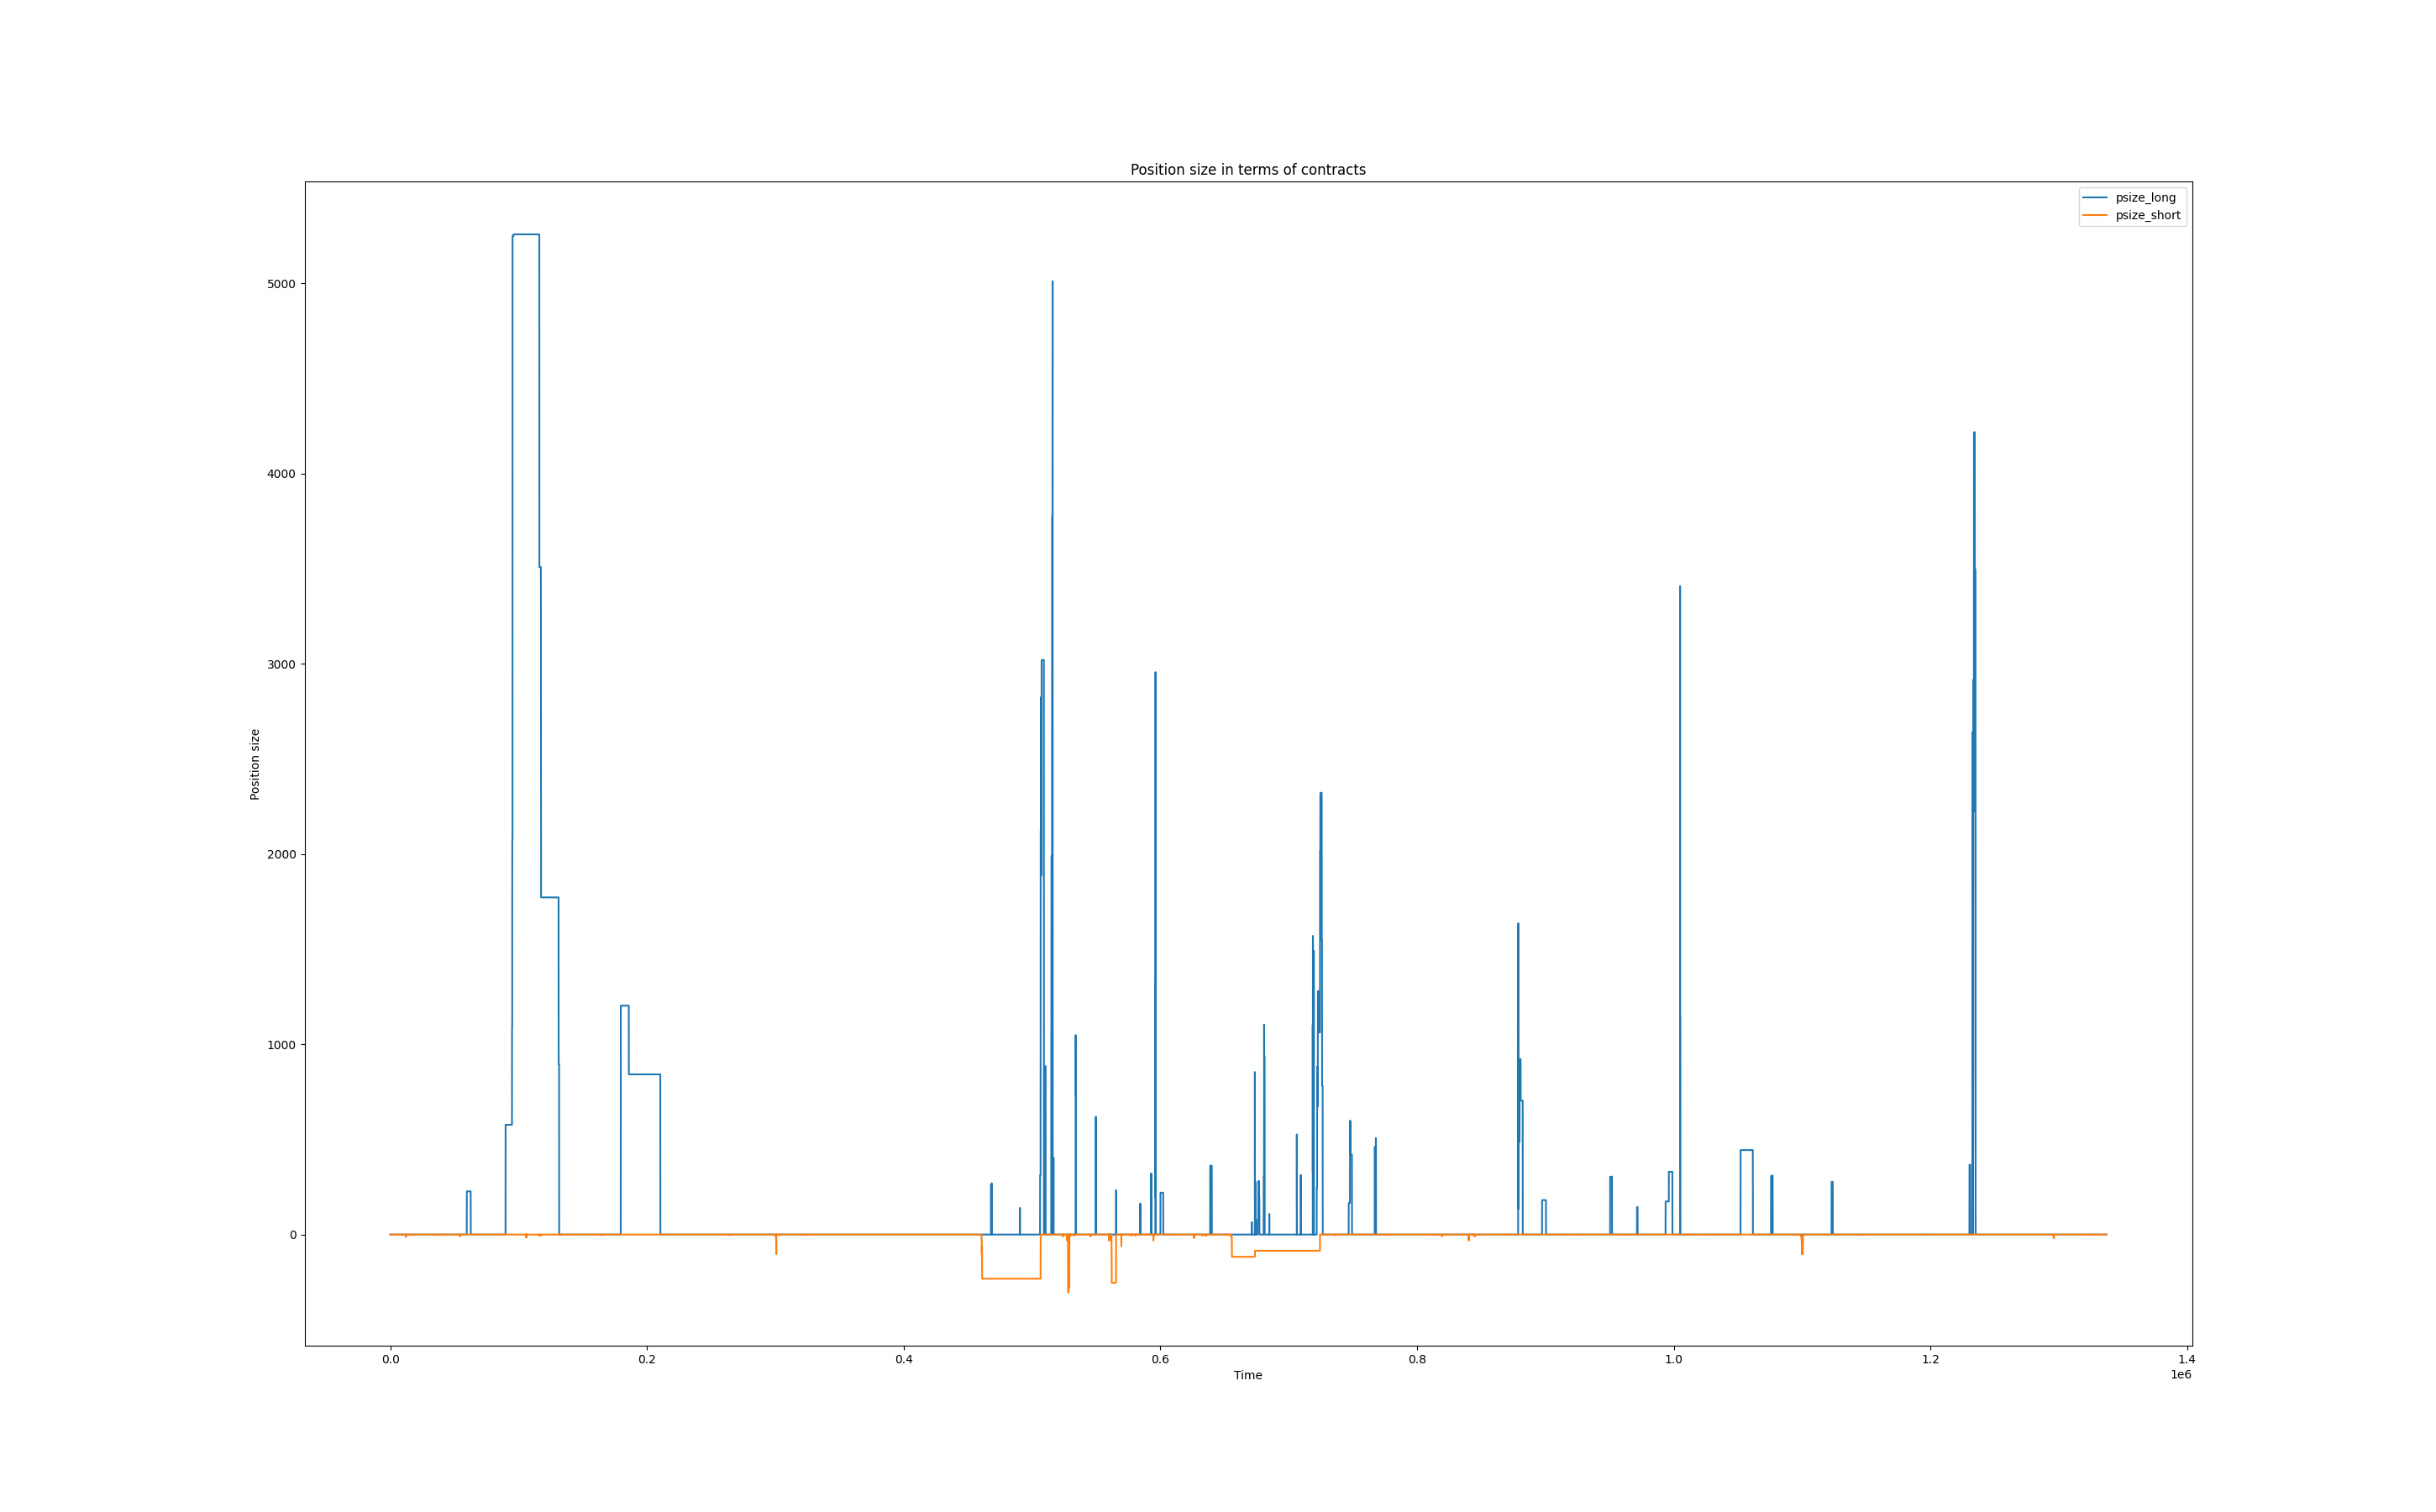 Position size in terms of contracts
psize_long
psize_short
Position size
5000
4000
3000
2000
1000
0
0.0 0.2 0.4 0.6 0.8 1.0 1.2 1.4
Time
1e6